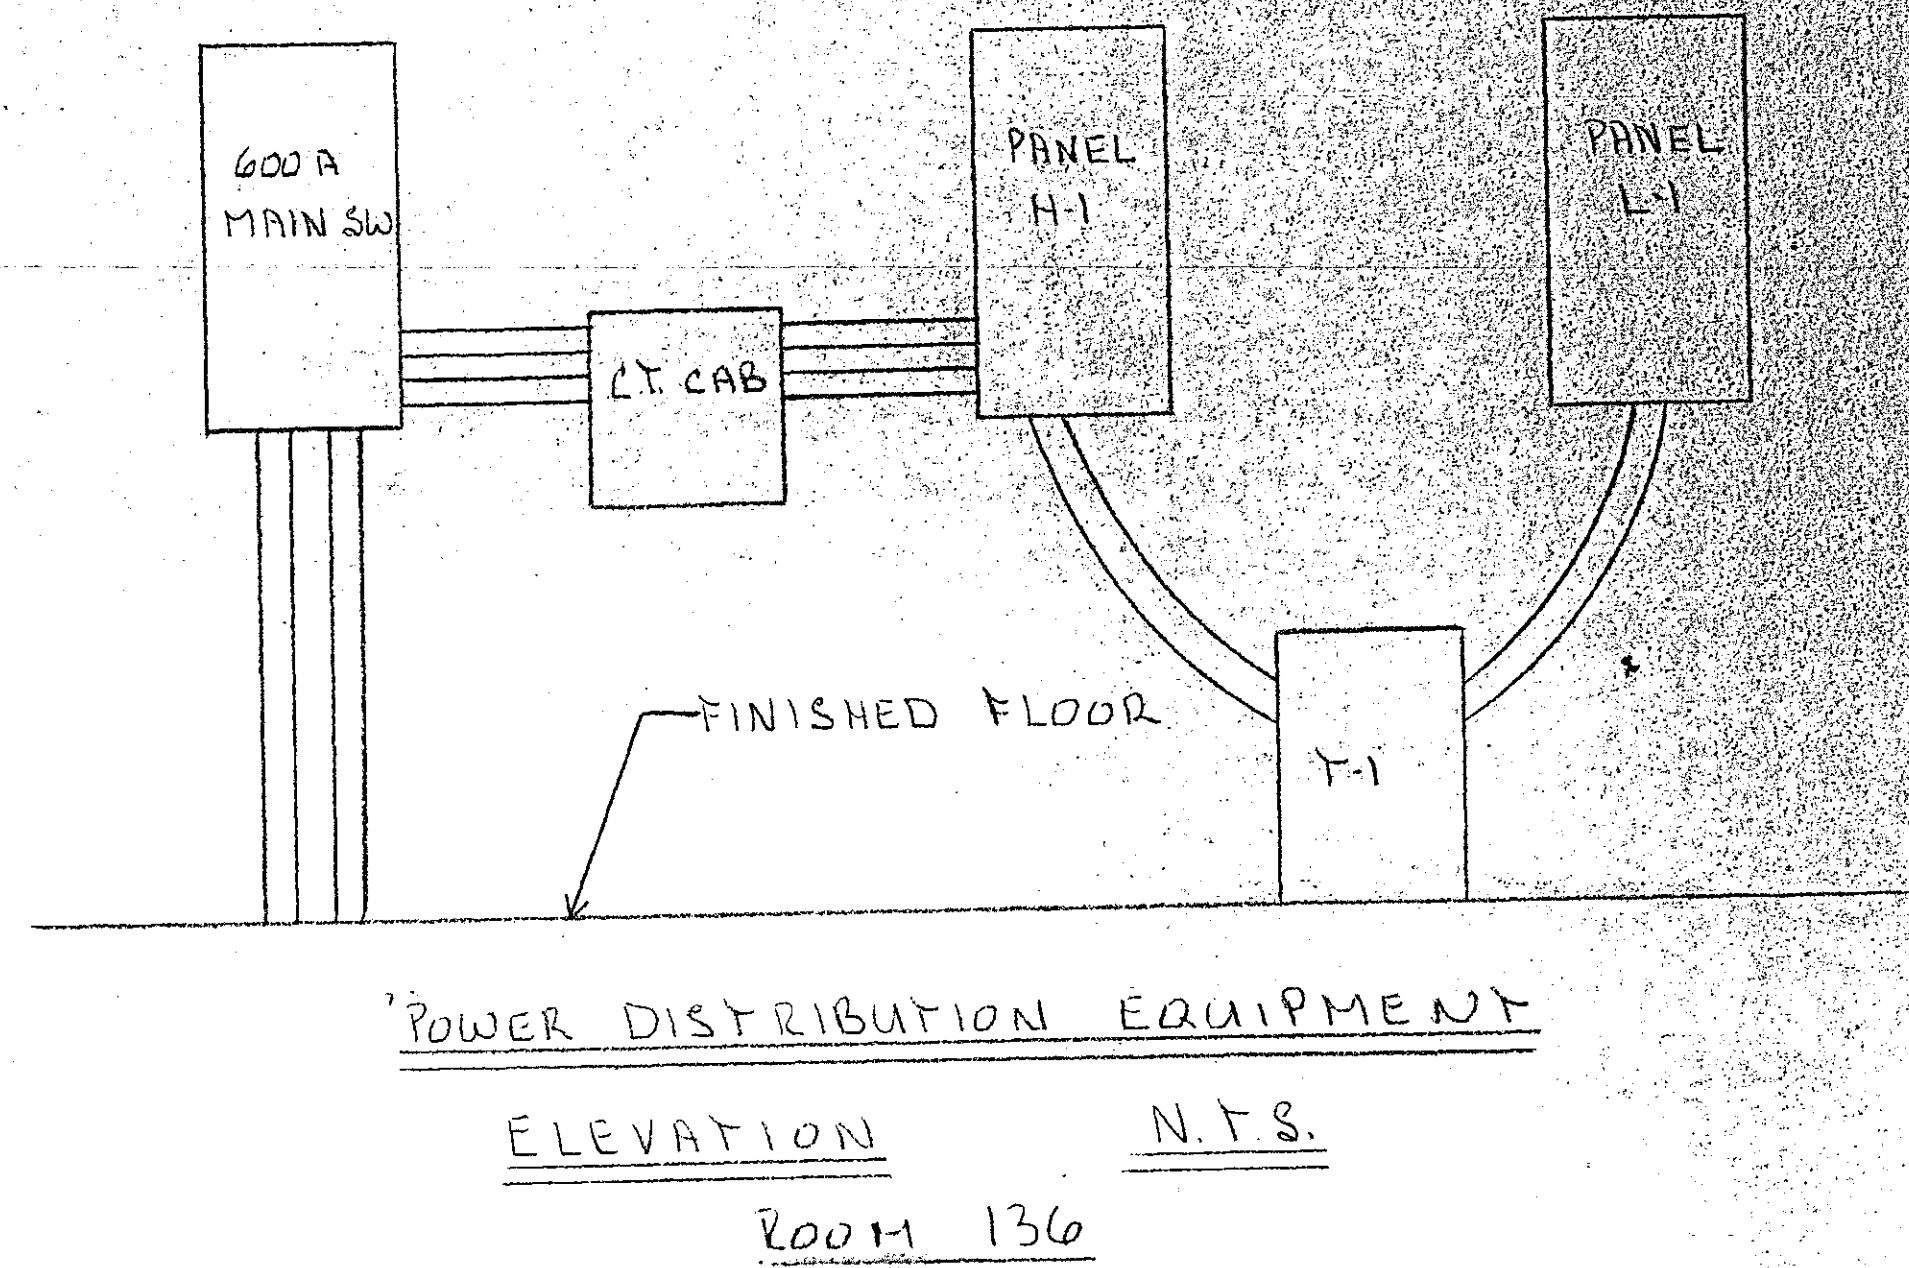 600 A
MAIN SW
C.T. CAB
PANEL
H-1
PANEL
L-1
T-1
FINISHED FLOOR
POWER DISTRIBUTION EQUIPMENT
ELEVATION N.T.S.
ROOM 136